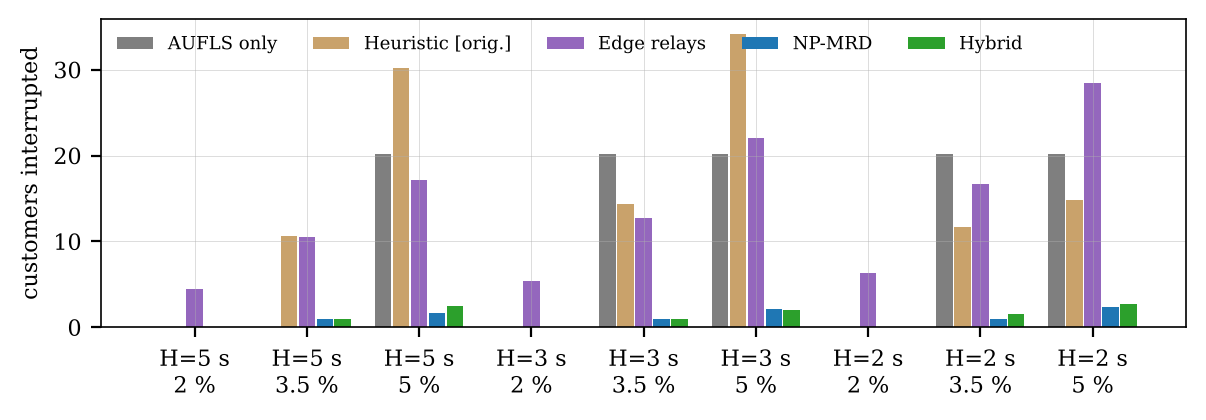 AUFLS only Heuristic [orig.] Edge relays NP-MRD Hybrid
customers interrupted
30
20
10
0
H=5 s H=5 s H=5 s H=3 s H=3 s H=3 s H=2 s H=2 s H=2 s
2 % 3.5 % 5 % 2 % 3.5 % 5 % 2 % 3.5 % 5 %